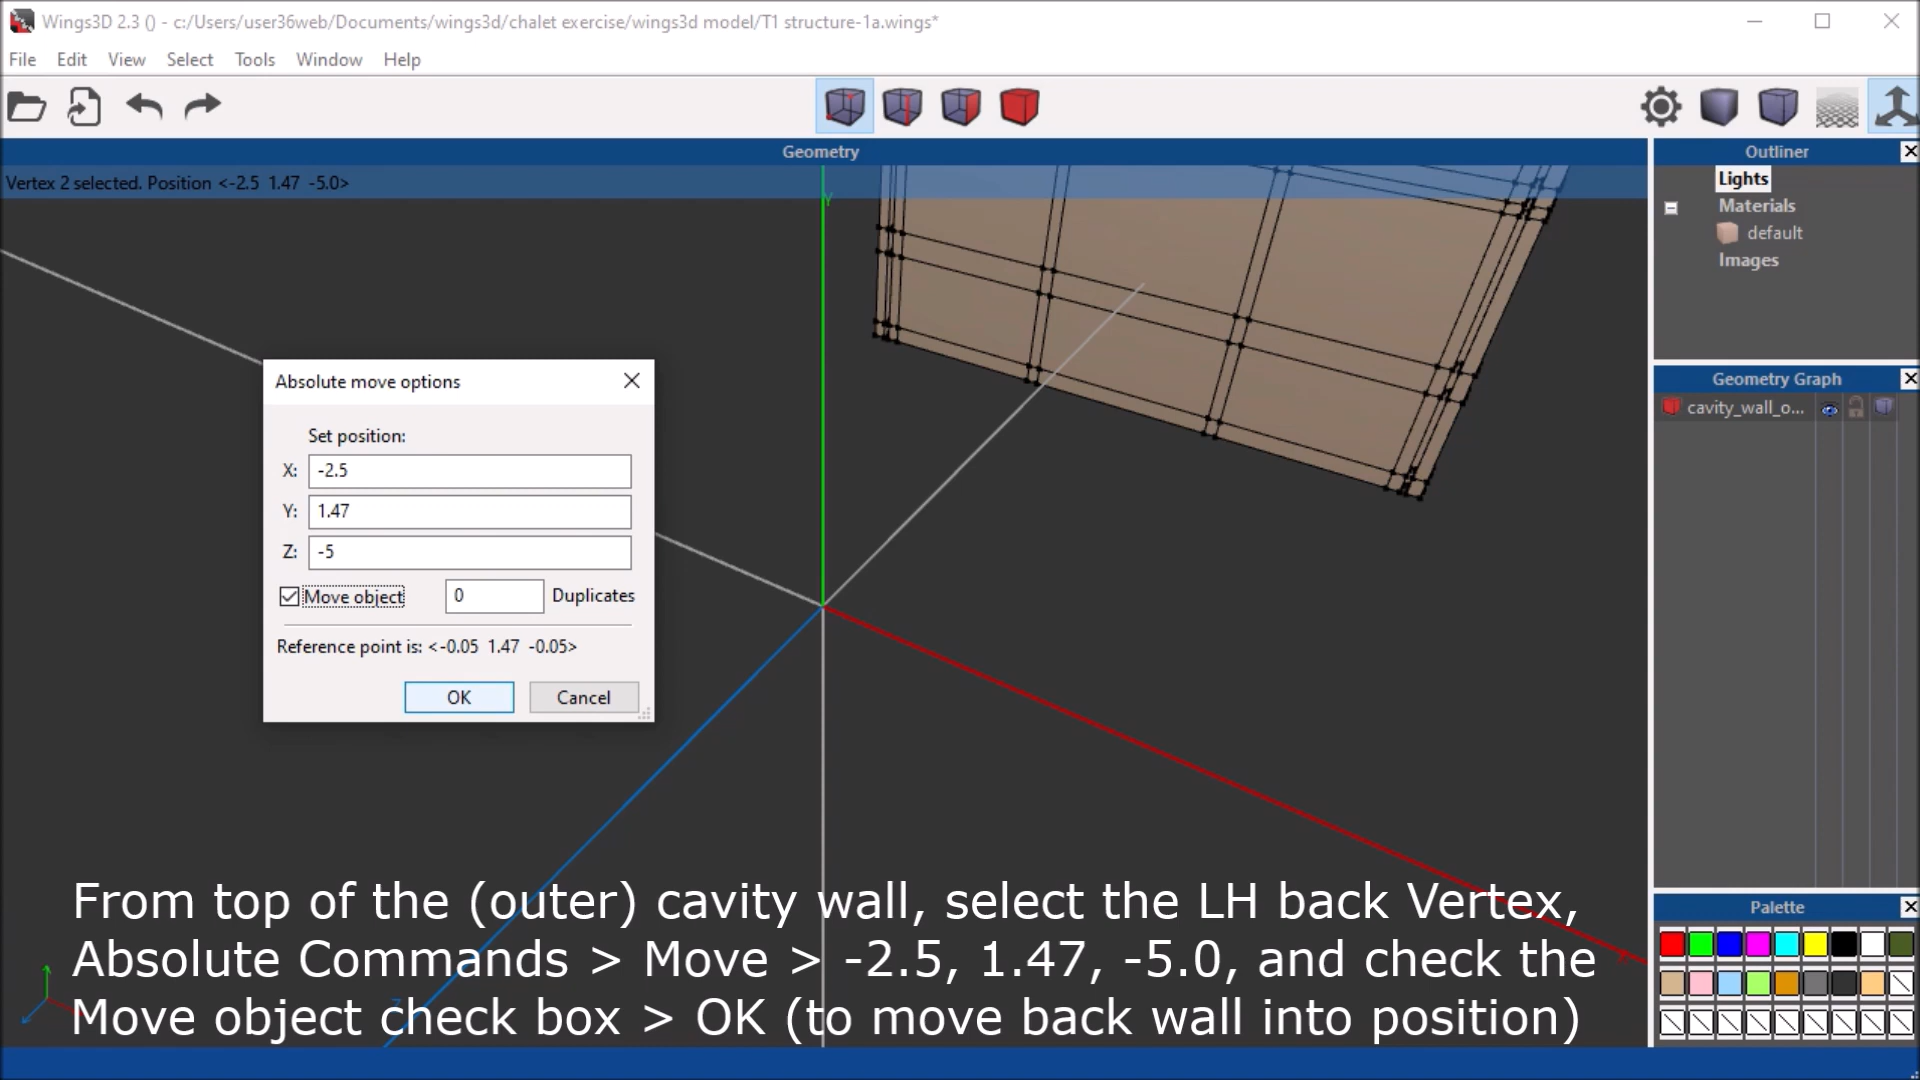 Wings3D 2.3 () - c:/Users/user36web/Documents/wings3d/chalet exercise/wings3d model/T1 structure-1a.wings*
File Edit View Select Tools Window Help
Geometry
Vertex 2 selected. Position <-2.5 1.47 -5.0>
Y
Absolute move options
Set position:
X: -2.5
Y: 1.47
Z: -5
Move object 0 Duplicates
Reference point is: <-0.05 1.47 -0.05>
OK Cancel
Outliner
Lights
Materials
default
Images
Geometry Graph
cavity_wall_o...
Palette
X
Z
From top of the (outer) cavity wall, select the LH back Vertex,
Absolute Commands > Move > -2.5, 1.47, -5.0, and check the
Move object check box > OK (to move back wall into position)